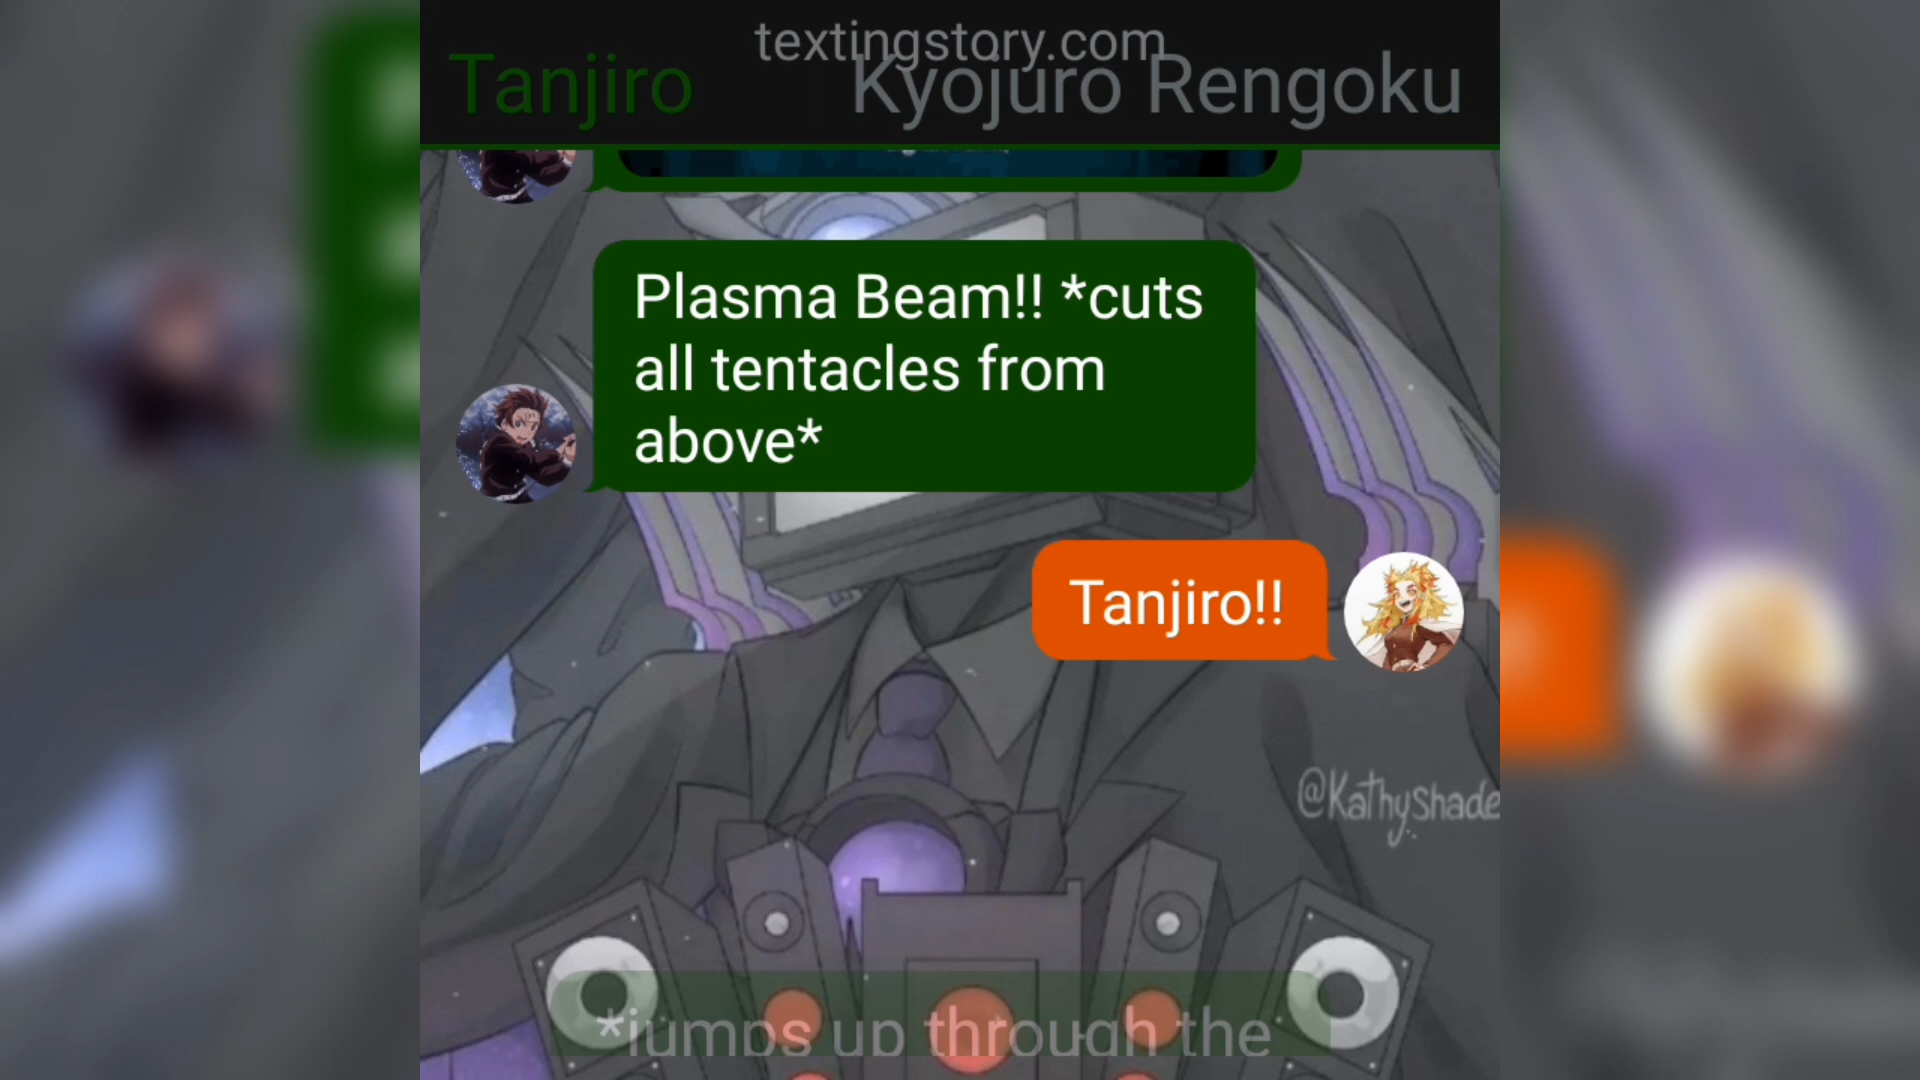 textingstory.com
Tanjiro
Kyojuro Rengoku
Plasma Beam!! *cuts
all tentacles from
above*
Tanjiro!!
@Kathyshade
*jumps up through the